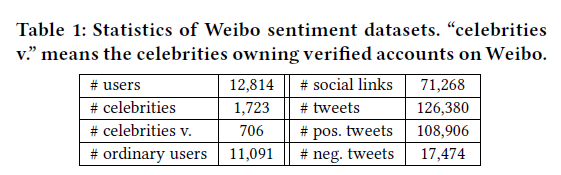 Table 1: Statistics of Weibo sentiment datasets. “celebrities
v.” means the celebrities owning verified accounts on Weibo.
# users 12,814 # social links 71,268
# celebrities 1,723 # tweets 126,380
# celebrities v. 706 # pos. tweets 108,906
# ordinary users 11,091 # neg. tweets 17,474